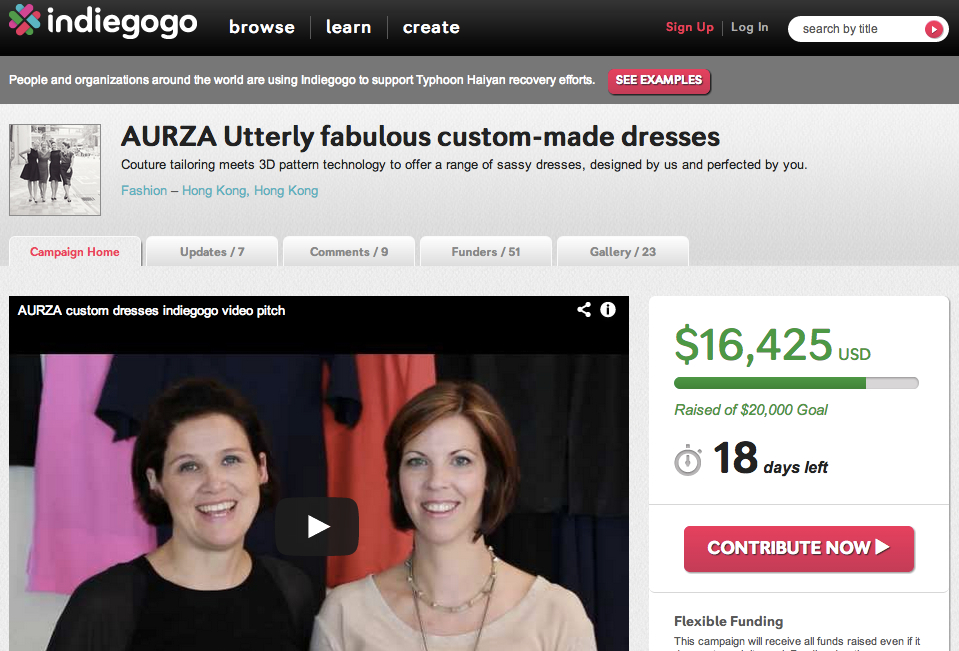 indiegogo
browse
learn
create
Sign Up
Log In
search by title
People and organizations around the world are using Indiegogo to support Typhoon Haiyan recovery efforts.
SEE EXAMPLES
AURZA Utterly fabulous custom-made dresses
Couture tailoring meets 3D pattern technology to offer a range of sassy dresses, designed by us and perfected by you.
Fashion – Hong Kong, Hong Kong
Campaign Home
Updates / 7
Comments / 9
Funders / 51
Gallery / 23
AURZA custom dresses indiegogo video pitch
$16,425 USD
Raised of $20,000 Goal
18 days left
CONTRIBUTE NOW
Flexible Funding
This campaign will receive all funds raised even if it